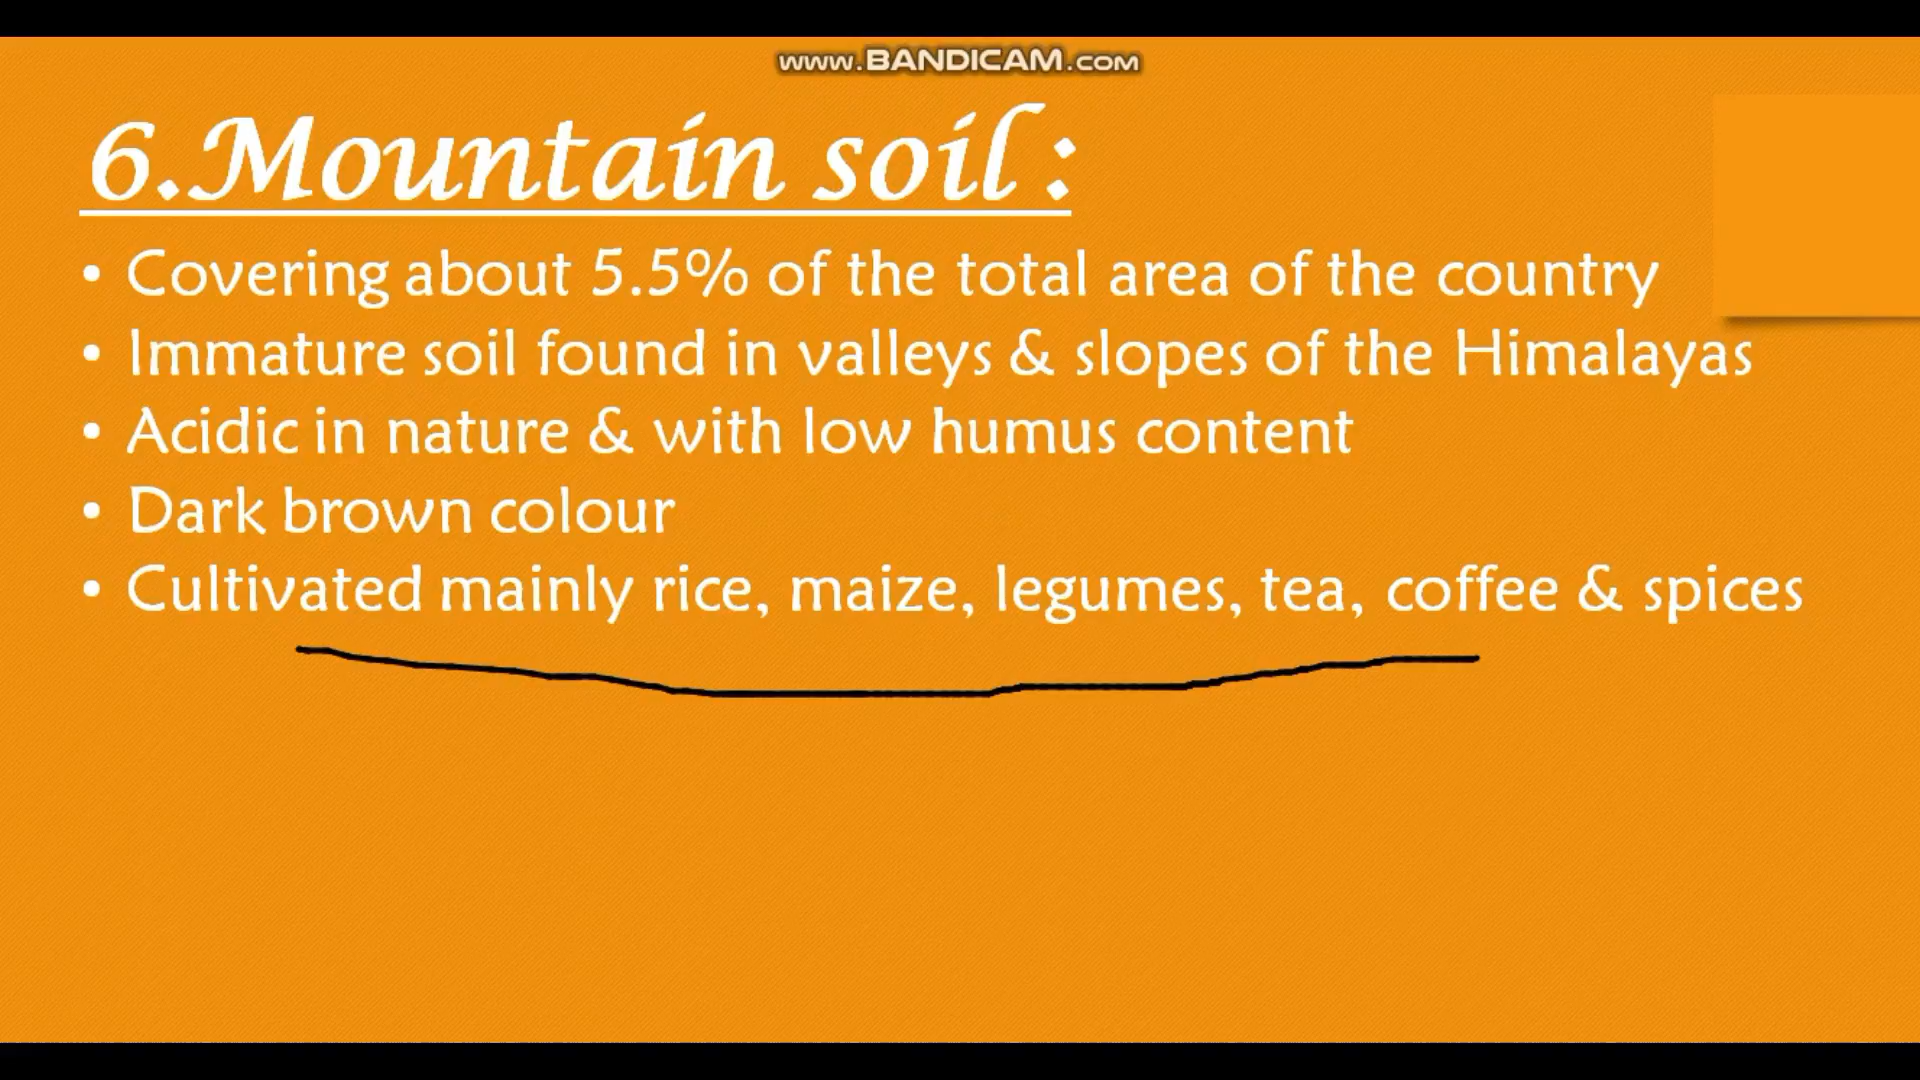 www.BANDICAM.com
6.Mountain soil :
• Covering about 5.5% of the total area of the country
• Immature soil found in valleys & slopes of the Himalayas
• Acidic in nature & with low humus content
• Dark brown colour
• Cultivated mainly rice, maize, legumes, tea, coffee & spices